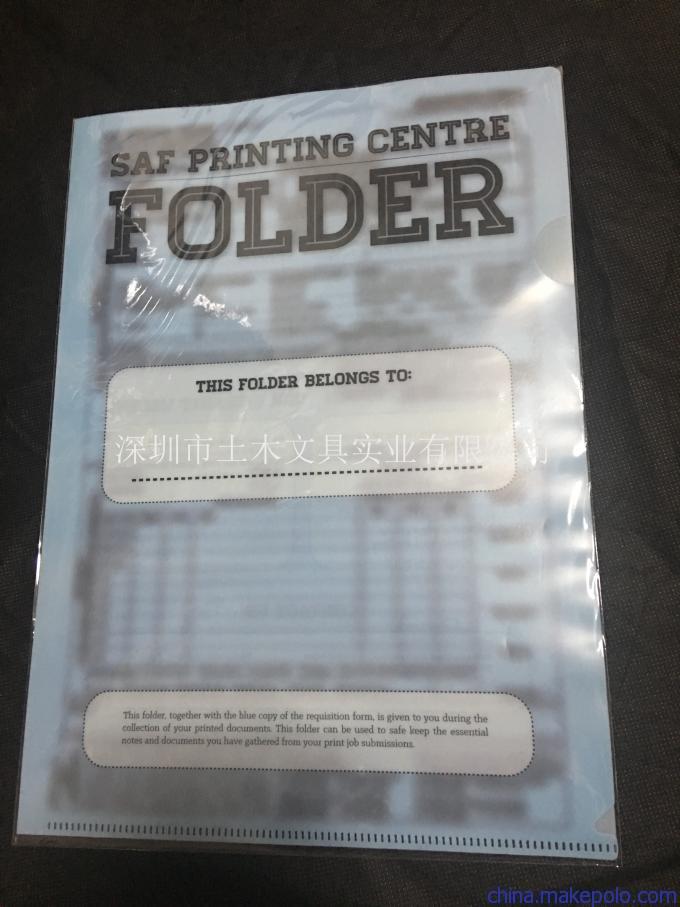 SAF PRINTING CENTRE
FOLDER
THIS FOLDER BELONGS TO:
深圳市土木文具实业有限公司
This folder, together with the blue copy of the requisition form, is given to you during the
collection of your printed documents. This folder can be used to safe keep the essential
notes and documents you have gathered from your print job submissions.
china.makepolo.com